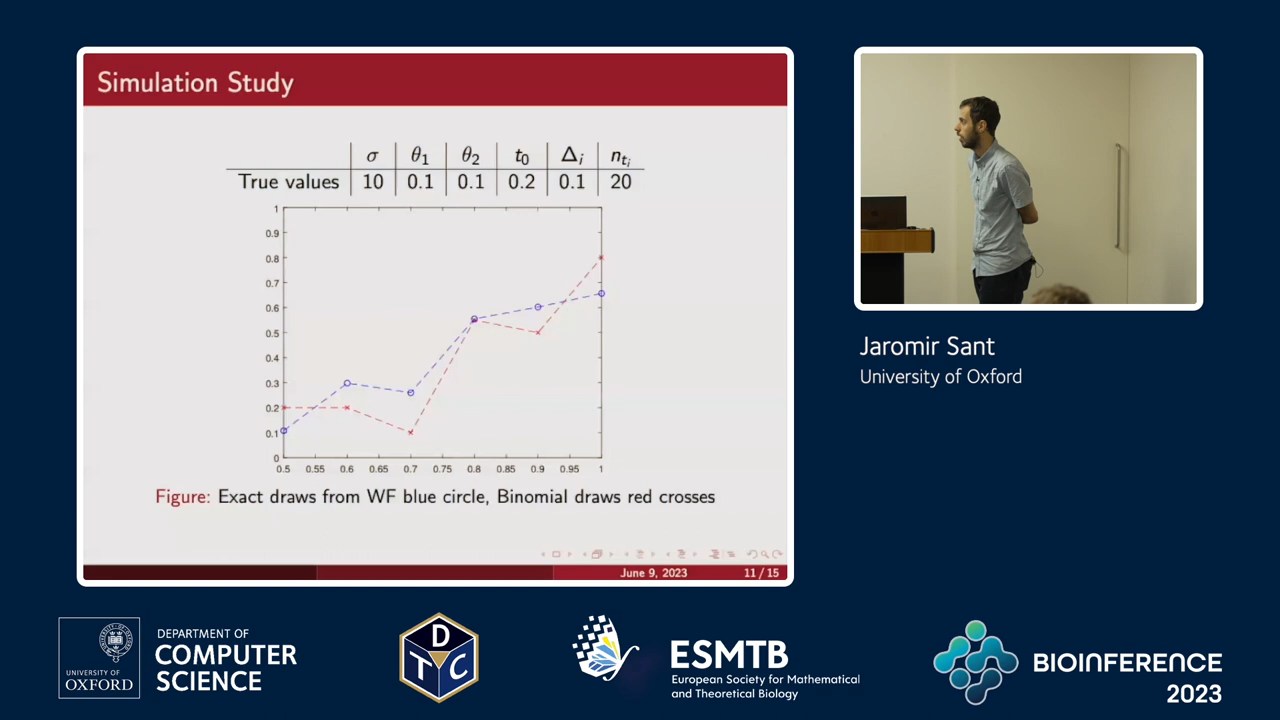 Simulation Study
σ θ1 θ2 t0 Δi nti
True values 10 0.1 0.1 0.2 0.1 20
1
0.9
0.8
0.7
0.6
0.5
0.4
0.3
0.2
0.1
0
0.5 0.55 0.6 0.65 0.7 0.75 0.8 0.85 0.9 0.95 1
Figure: Exact draws from WF blue circle, Binomial draws red crosses
June 9, 2023 11 / 15
Jaromir Sant
University of Oxford
UNIVERSITY OF
OXFORD
DEPARTMENT OF
COMPUTER
SCIENCE
D
T C
ESMTB
European Society for Mathematical
and Theoretical Biology
BIOINFERENCE
2023